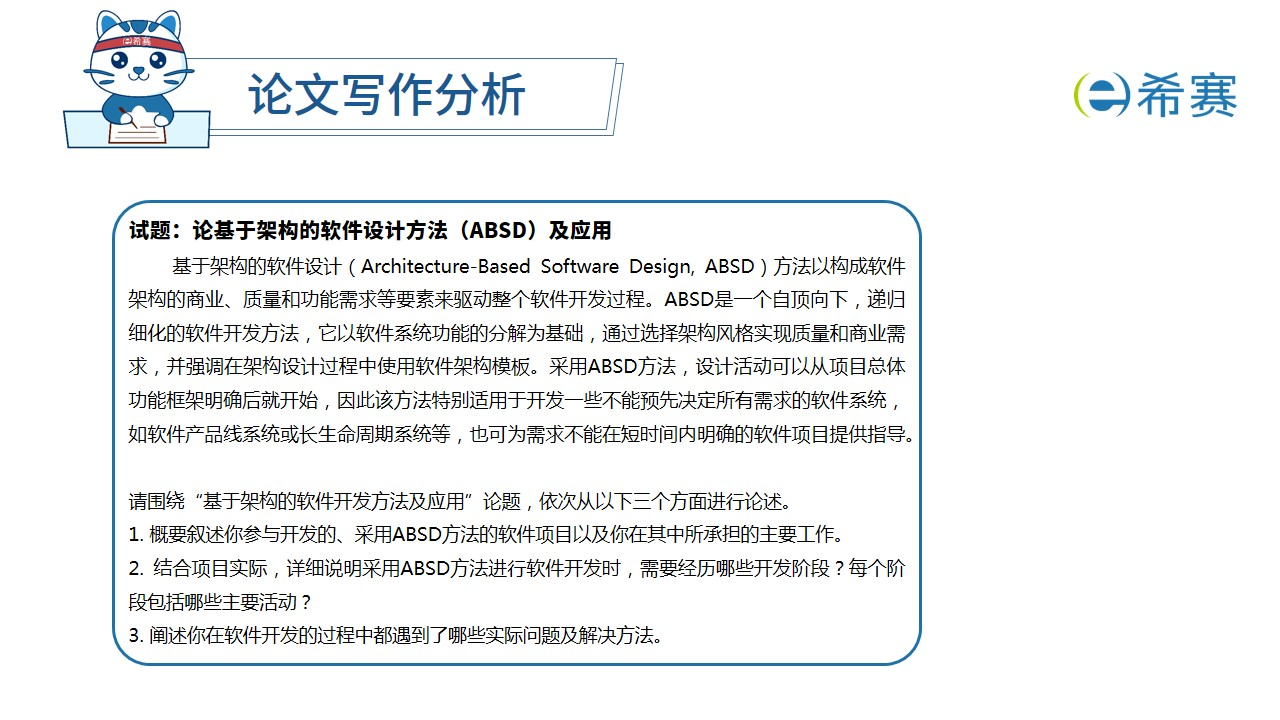 希赛
论文写作分析
希赛
试题：论基于架构的软件设计方法（ABSD）及应用
基于架构的软件设计（Architecture-Based Software Design, ABSD）方法以构成软件
架构的商业、质量和功能需求等要素来驱动整个软件开发过程。ABSD是一个自顶向下，递归
细化的软件开发方法，它以软件系统功能的分解为基础，通过选择架构风格实现质量和商业需
求，并强调在架构设计过程中使用软件架构模板。采用ABSD方法，设计活动可以从项目总体
功能框架明确后就开始，因此该方法特别适用于开发一些不能预先决定所有需求的软件系统，
如软件产品线系统或长生命周期系统等，也可为需求不能在短时间内明确的软件项目提供指导。
请围绕“基于架构的软件开发方法及应用”论题，依次从以下三个方面进行论述。
1. 概要叙述你参与开发的、采用ABSD方法的软件项目以及你在其中所承担的主要工作。
2. 结合项目实际，详细说明采用ABSD方法进行软件开发时，需要经历哪些开发阶段？每个阶
段包括哪些主要活动？
3. 阐述你在软件开发的过程中都遇到了哪些实际问题及解决方法。